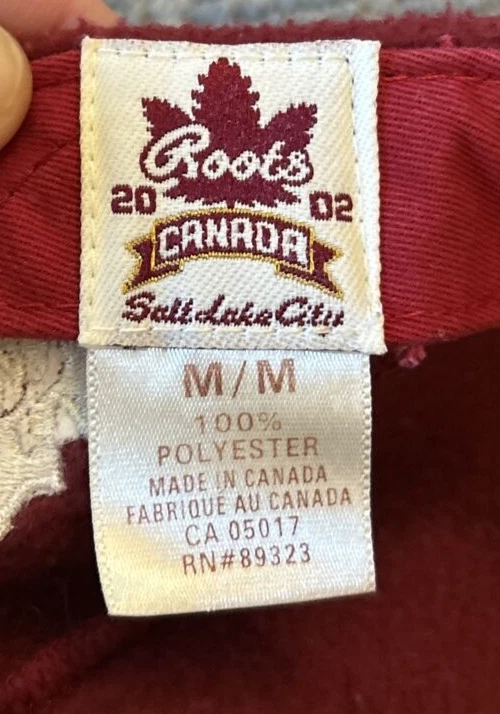 Roots
20 02
CANADA
Salt Lake City
M/M
100%
POLYESTER
MADE IN CANADA
FABRIQUÉ AU CANADA
CA 05017
RN#89323